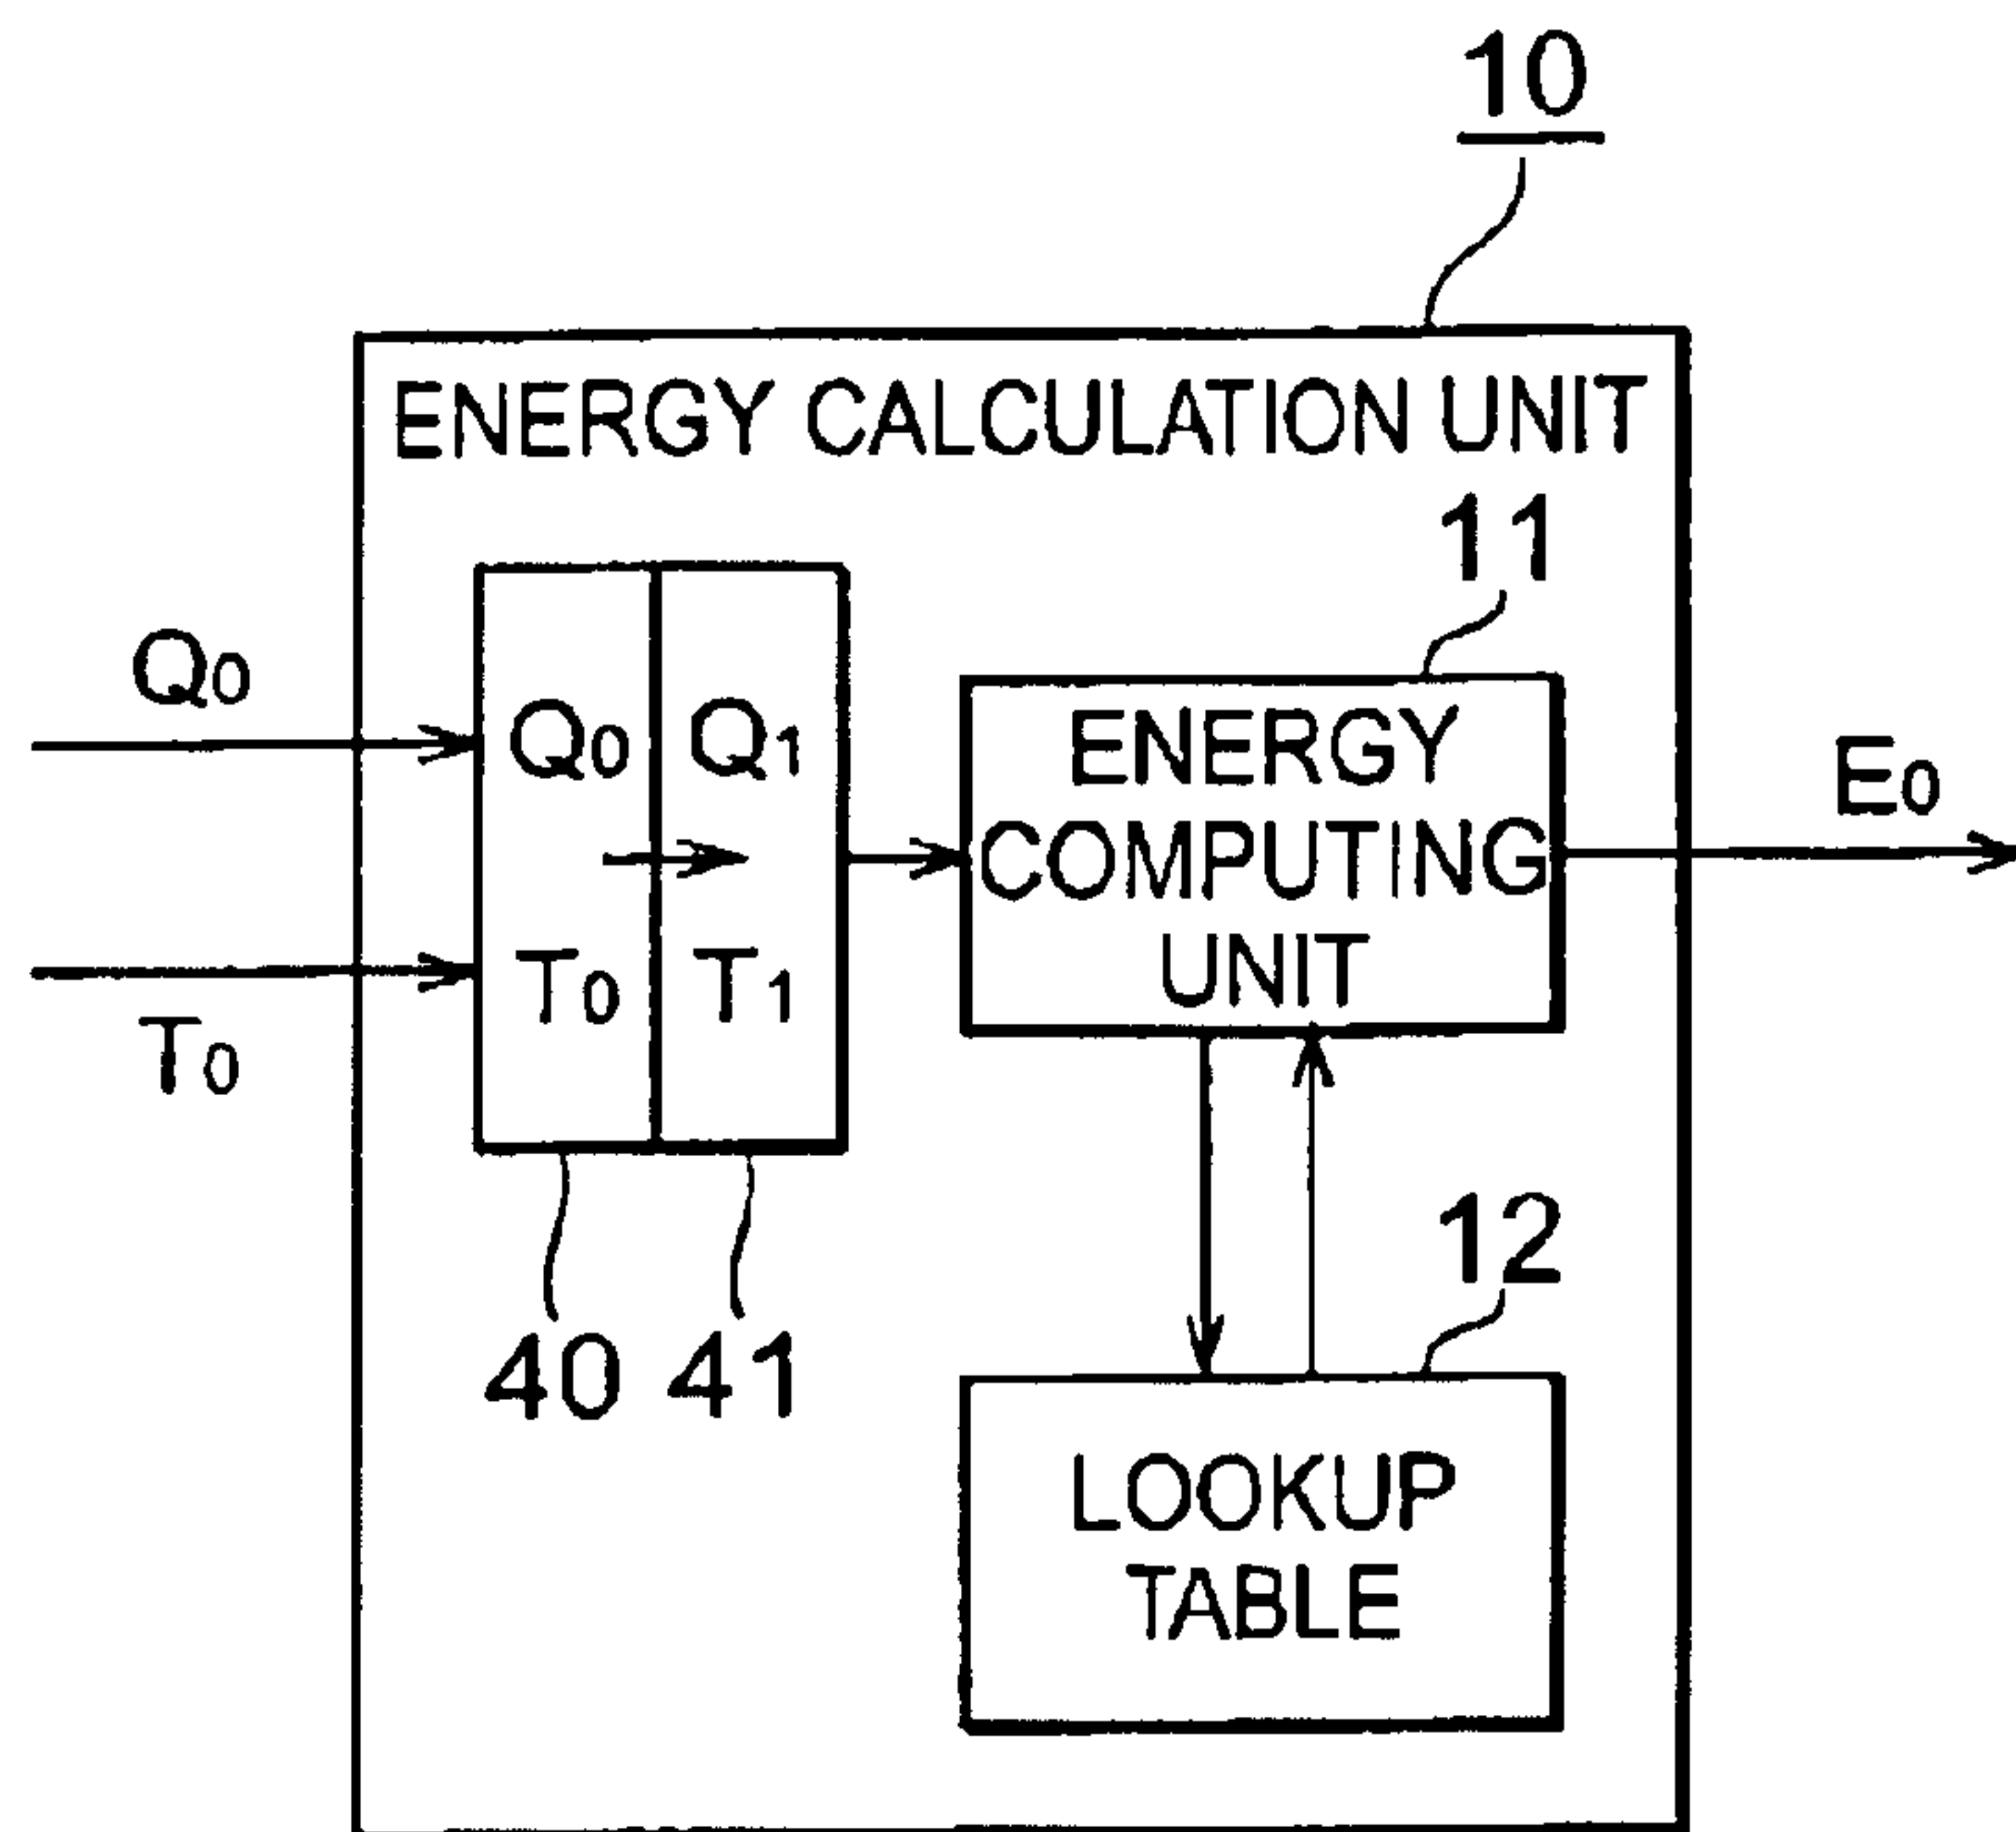 10
ENERGY CALCULATION UNIT
11
Q0
Q0 Q1
ENERGY
COMPUTING
UNIT
E0
T0 T1
T0
12
40 41
LOOKUP
TABLE